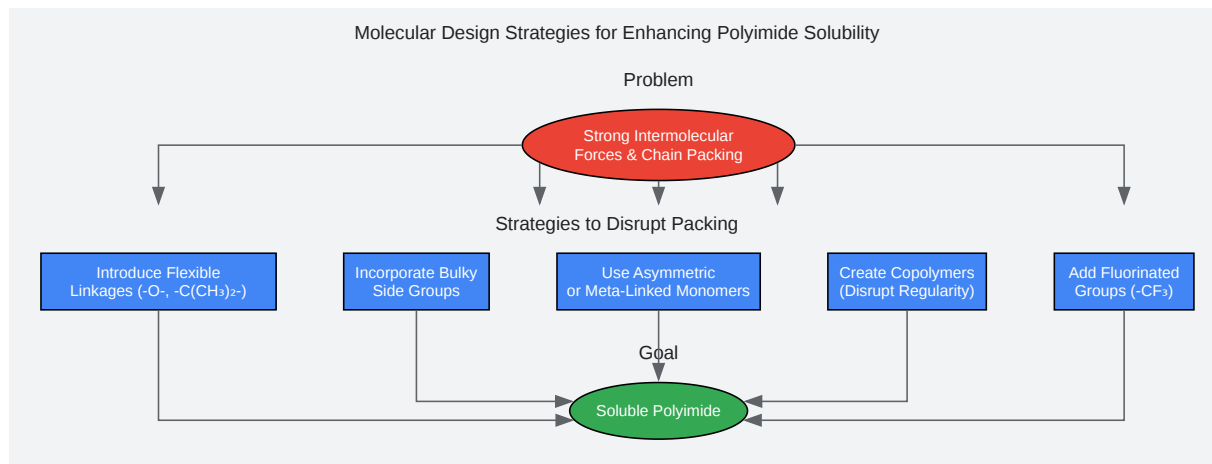 Molecular Design Strategies for Enhancing Polyimide Solubility
Problem
Strong Intermolecular
Forces & Chain Packing
Strategies to Disrupt Packing
Introduce Flexible
Linkages (-O-, -C(CH₃)₂-)
Incorporate Bulky
Side Groups
Use Asymmetric
or Meta-Linked Monomers
Create Copolymers
(Disrupt Regularity)
Add Fluorinated
Groups (-CF₃)
Goal
Soluble Polyimide